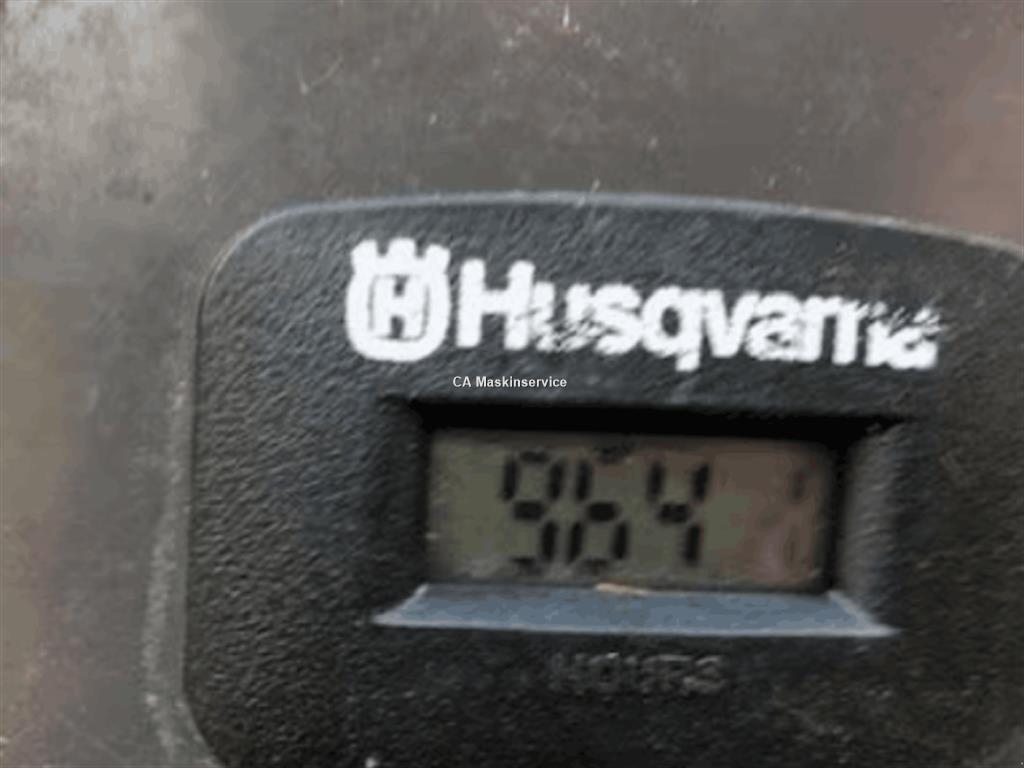 Husqvarna
CA Maskinservice
964
HOURS